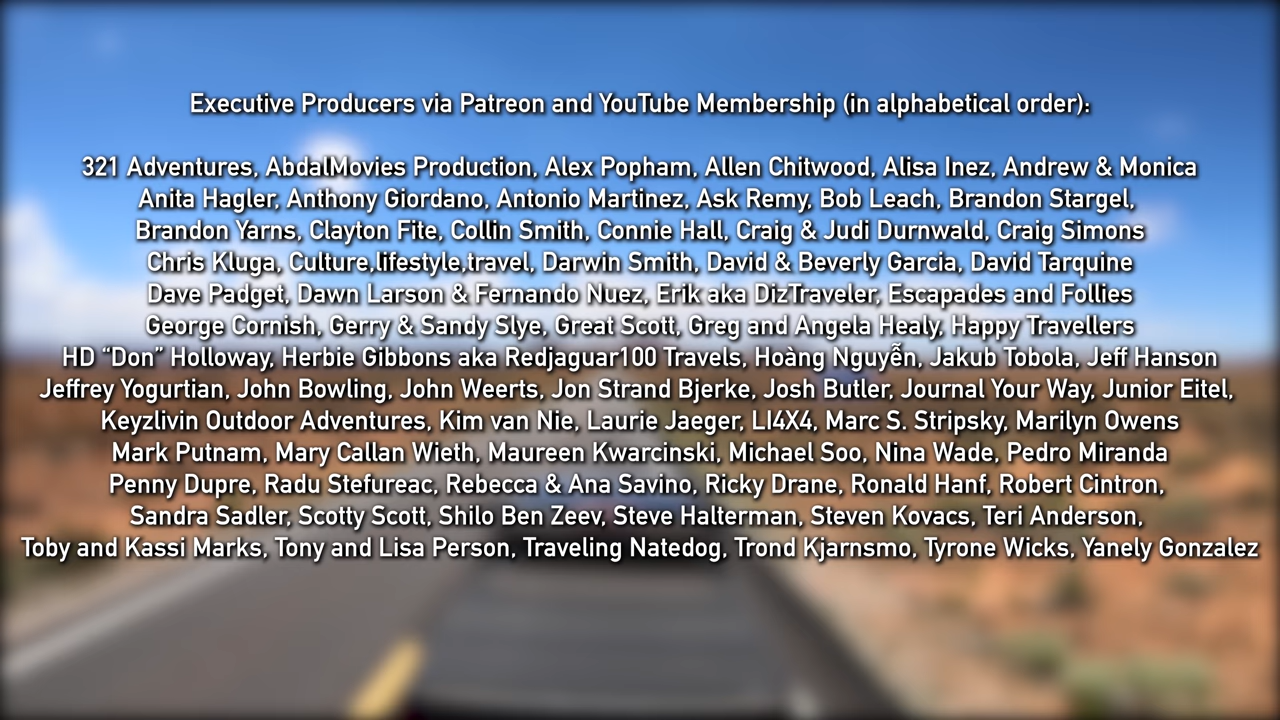 Executive Producers via Patreon and YouTube Membership (in alphabetical order):
321 Adventures, AbdalMovies Production, Alex Popham, Allen Chitwood, Alisa Inez, Andrew & Monica
Anita Hagler, Anthony Giordano, Antonio Martinez, Ask Remy, Bob Leach, Brandon Stargel,
Brandon Yarns, Clayton Fite, Collin Smith, Connie Hall, Craig & Judi Durnwald, Craig Simons
Chris Kluga, Culture,lifestyle,travel, Darwin Smith, David & Beverly Garcia, David Tarquine
Dave Padget, Dawn Larson & Fernando Nuez, Erik aka DizTraveler, Escapades and Follies
George Cornish, Gerry & Sandy Slye, Great Scott, Greg and Angela Healy, Happy Travellers
HD “Don” Holloway, Herbie Gibbons aka Redjaguar100 Travels, Hoàng Nguyễn, Jakub Tobola, Jeff Hanson
Jeffrey Yogurtian, John Bowling, John Weerts, Jon Strand Bjerke, Josh Butler, Journal Your Way, Junior Eitel,
Keyzlivin Outdoor Adventures, Kim van Nie, Laurie Jaeger, LI4X4, Marc S. Stripsky, Marilyn Owens
Mark Putnam, Mary Callan Wieth, Maureen Kwarcinski, Michael Soo, Nina Wade, Pedro Miranda
Penny Dupre, Radu Stefureac, Rebecca & Ana Savino, Ricky Drane, Ronald Hanf, Robert Cintron,
Sandra Sadler, Scotty Scott, Shilo Ben Zeev, Steve Halterman, Steven Kovacs, Teri Anderson,
Toby and Kassi Marks, Tony and Lisa Person, Traveling Natedog, Trond Kjarnsmo, Tyrone Wicks, Yanely Gonzalez